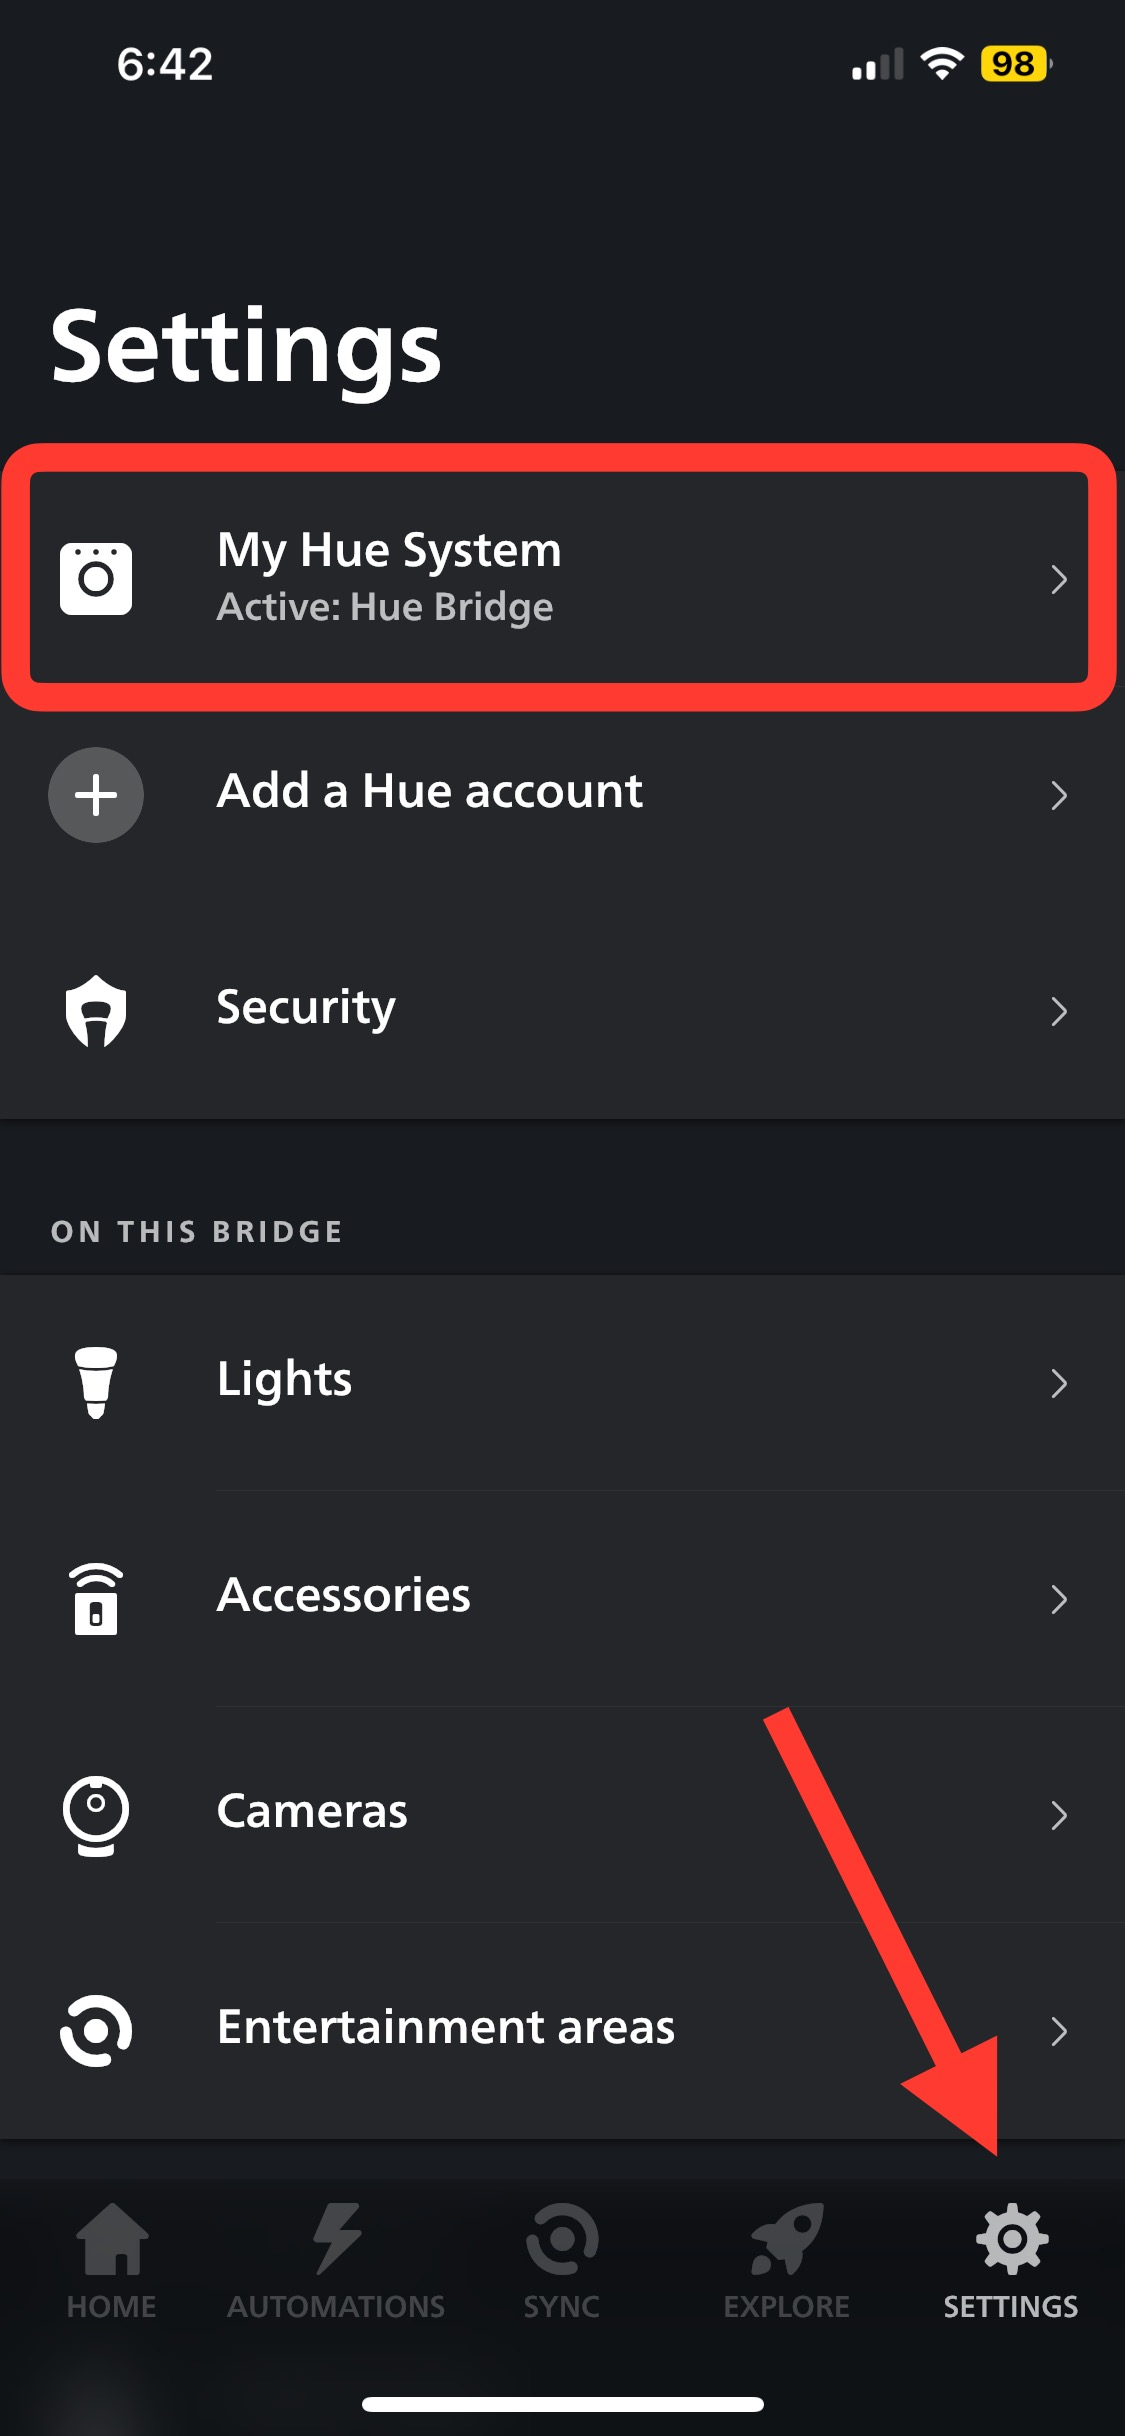 6:42
98
Settings
My Hue System
Active: Hue Bridge
Add a Hue account
Security
ON THIS BRIDGE
Lights
Accessories
Cameras
Entertainment areas
HOME AUTOMATIONS SYNC EXPLORE SETTINGS